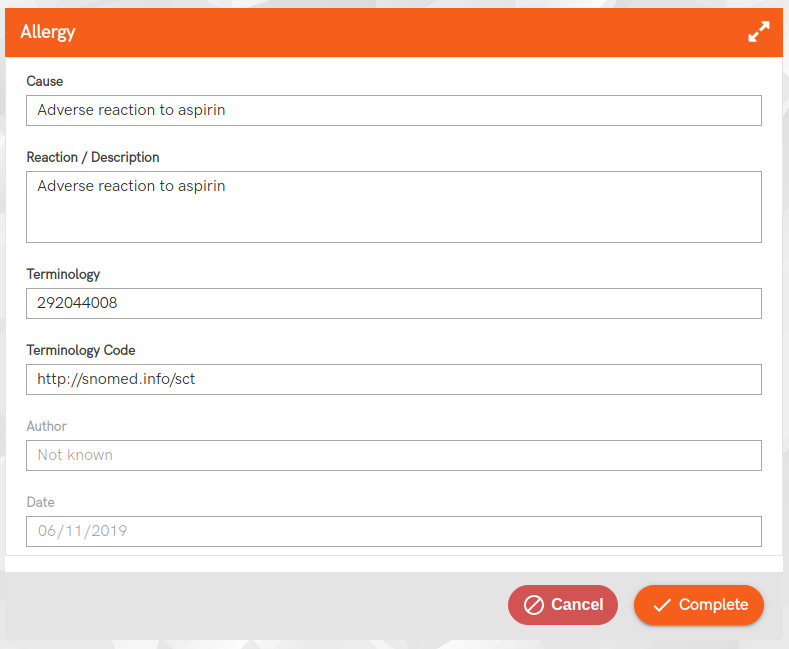 Allergy
Cause
Adverse reaction to aspirin
Reaction / Description
Adverse reaction to aspirin
Terminology
292044008
Terminology Code
http://snomed.info/sct
Author
Not known
Date
06/11/2019
Cancel
Complete